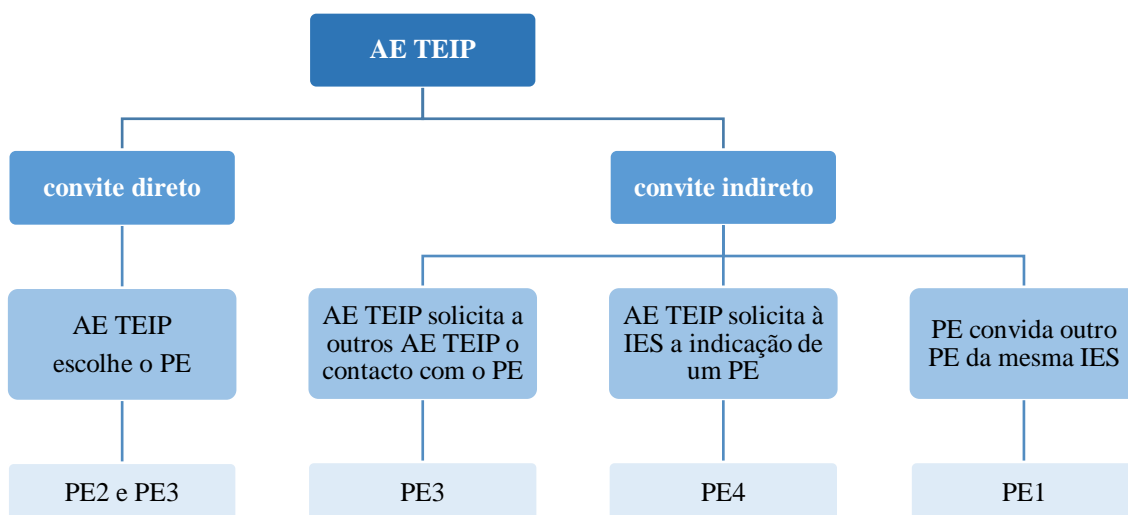 AE TEIP
convite direto
convite indireto
AE TEIP
escolhe o PE
AE TEIP solicita a
outros AE TEIP o
contacto com o PE
AE TEIP solicita à
IES a indicação de
um PE
PE convida outro
PE da mesma IES
PE2 e PE3
PE3
PE4
PE1